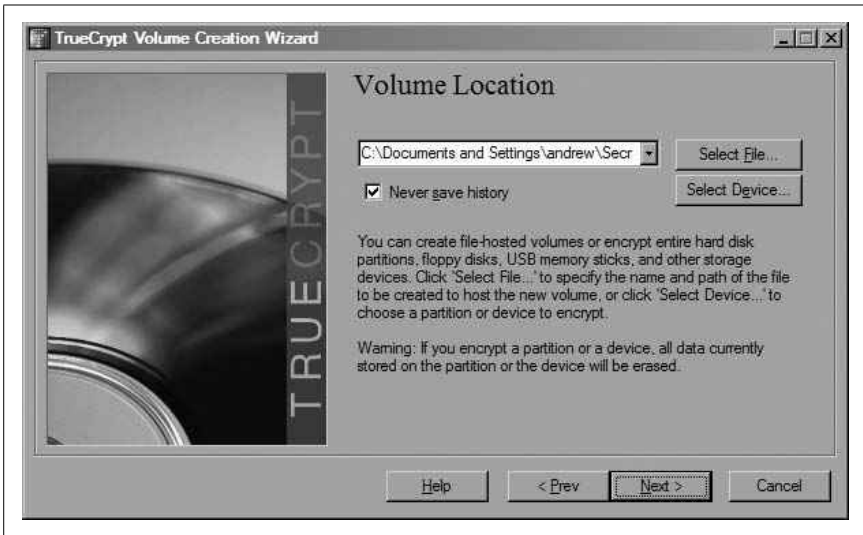 TrueCrypt Volume Creation Wizard
TRUECRYPT
Volume Location
C:\Documents and Settings\andrew\Secr
Select File...
Never save history
Select Device...
You can create file-hosted volumes or encrypt entire hard disk
partitions, floppy disks, USB memory sticks, and other storage
devices. Click 'Select File...' to specify the name and path of the file
to be created to host the new volume, or click 'Select Device...' to
choose a partition or device to encrypt.
Warning: If you encrypt a partition or a device, all data currently
stored on the partition or the device will be erased.
Help
< Prev
Next >
Cancel